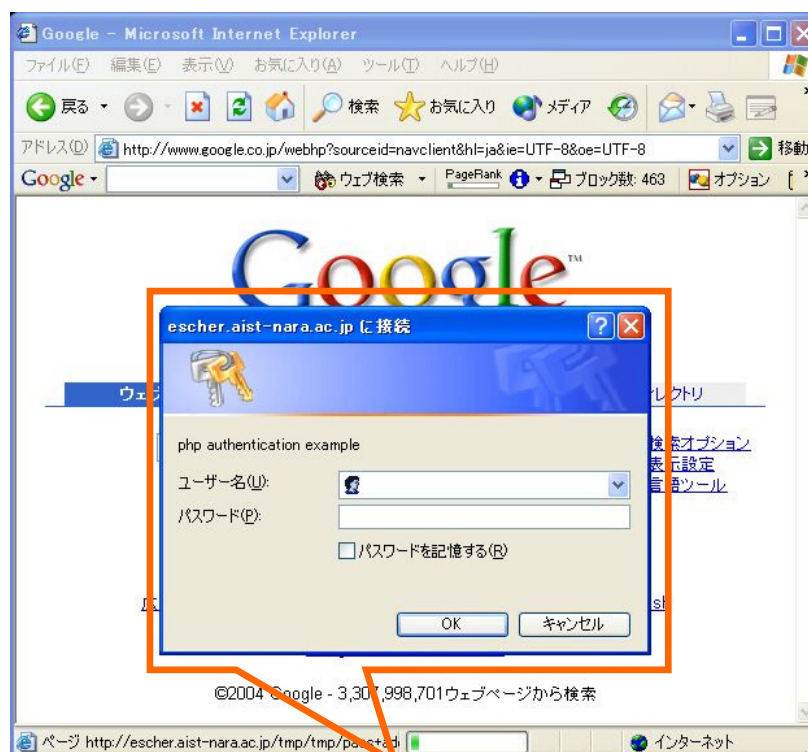 Google - Microsoft Internet Explorer
ファイル(F) 編集(E) 表示(V) お気に入り(A) ツール(T) ヘルプ(H)
戻る 検索 お気に入り メディア
アドレス(D) http://www.google.co.jp/webhp?sourceid=navclient&hl=ja&ie=UTF-8&oe=UTF-8 移動
Google ウェブ検索 PageRank ブロック数: 463 オプション
Google™
escher.aist-nara.ac.jp に接続
ウェブ
php authentication example
検索オプション
ユーザー名(U):
表示設定
言語ツール
パスワード(P):
パスワードを記憶する(R)
OK キャンセル
©2004 Google - 3,307,998,701ウェブページから検索
ページ http://escher.aist-nara.ac.jp/tmp/tmp/ インターネット